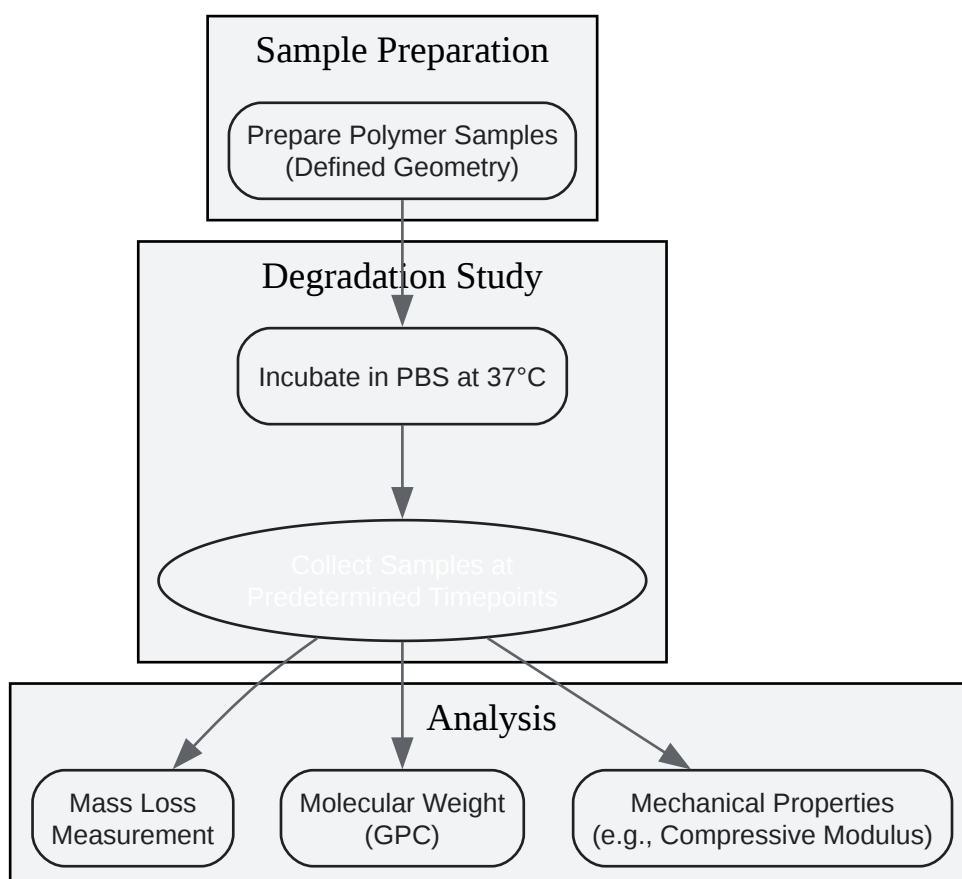 Sample Preparation
Prepare Polymer Samples
(Defined Geometry)
Degradation Study
Incubate in PBS at 37°C
Collect Samples at
Predetermined Timepoints
Analysis
Mass Loss
Measurement
Molecular Weight
(GPC)
Mechanical Properties
(e.g., Compressive Modulus)